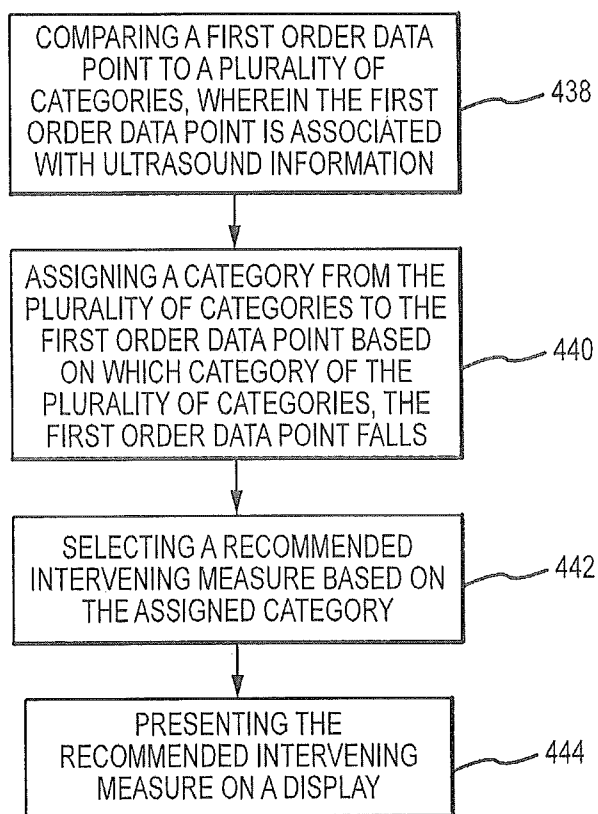 COMPARING A FIRST ORDER DATA
POINT TO A PLURALITY OF
CATEGORIES, WHEREIN THE FIRST
ORDER DATA POINT IS ASSOCIATED
WITH ULTRASOUND INFORMATION
438
ASSIGNING A CATEGORY FROM THE
PLURALITY OF CATEGORIES TO THE
FIRST ORDER DATA POINT BASED
ON WHICH CATEGORY OF THE
PLURALITY OF CATEGORIES, THE
FIRST ORDER DATA POINT FALLS
440
SELECTING A RECOMMENDED
INTERVENING MEASURE BASED ON
THE ASSIGNED CATEGORY
442
PRESENTING THE
RECOMMENDED INTERVENING
MEASURE ON A DISPLAY
444